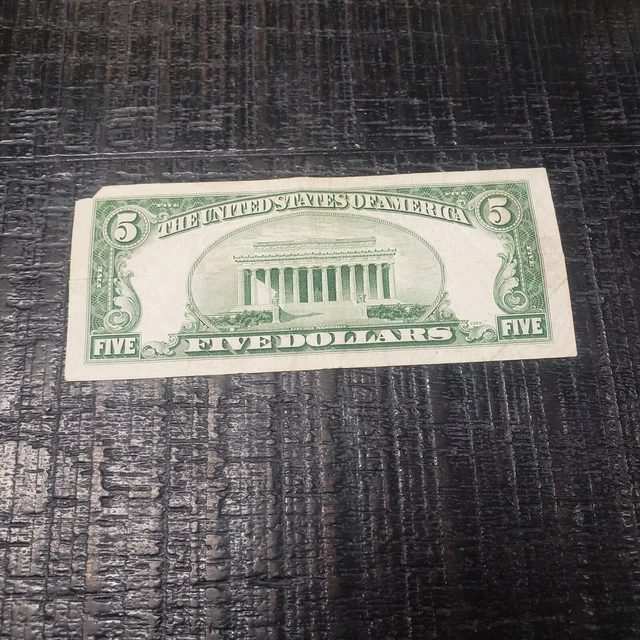 5 THE UNITED STATES OF AMERICA 5
FIVE FIVE DOLLARS FIVE